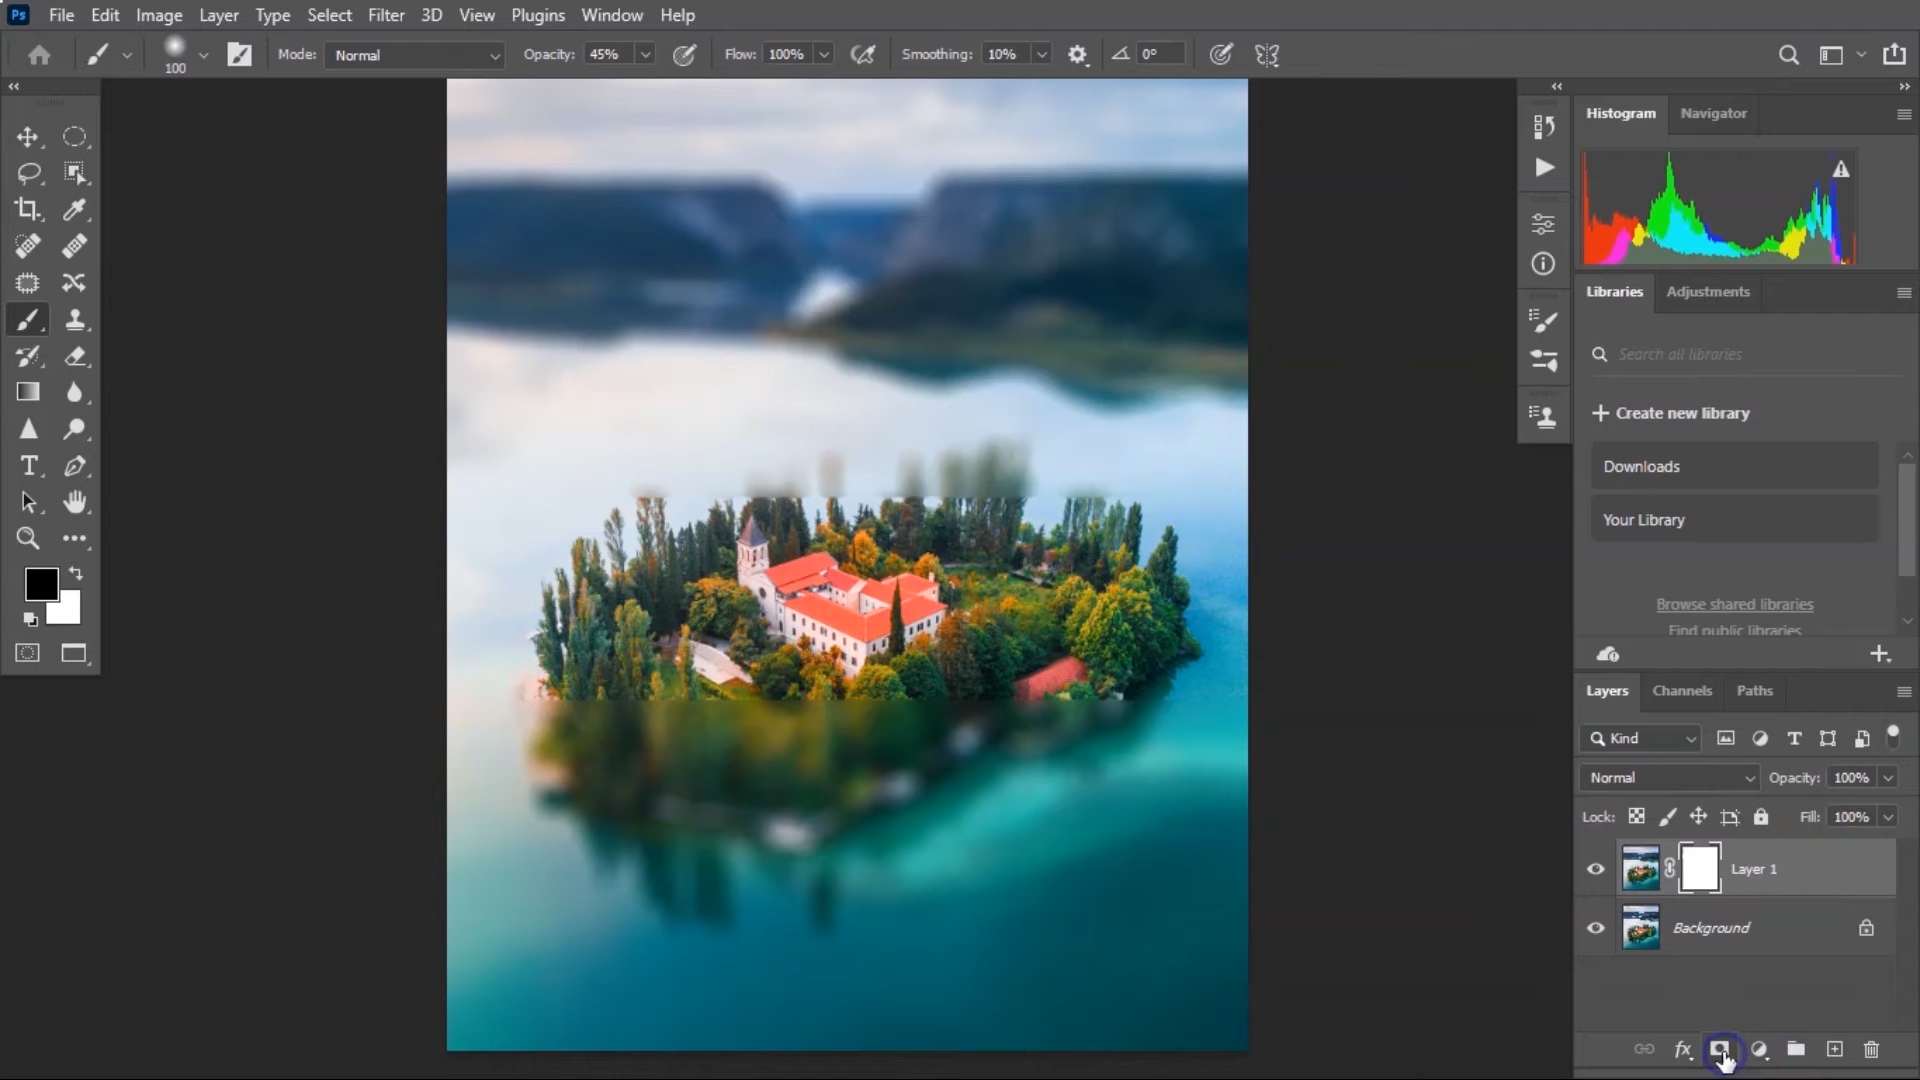 Ps File Edit Image Layer Type Select Filter 3D View Plugins Window Help
100 Mode: Normal Opacity: 45% Flow: 100% Smoothing: 10% 0°
Histogram Navigator
Libraries Adjustments
Search all libraries
Create new library
Downloads
Your Library
Browse shared libraries
Find public libraries
Layers Channels Paths
Kind
Normal Opacity: 100%
Lock: Fill: 100%
Layer 1
Background
fx